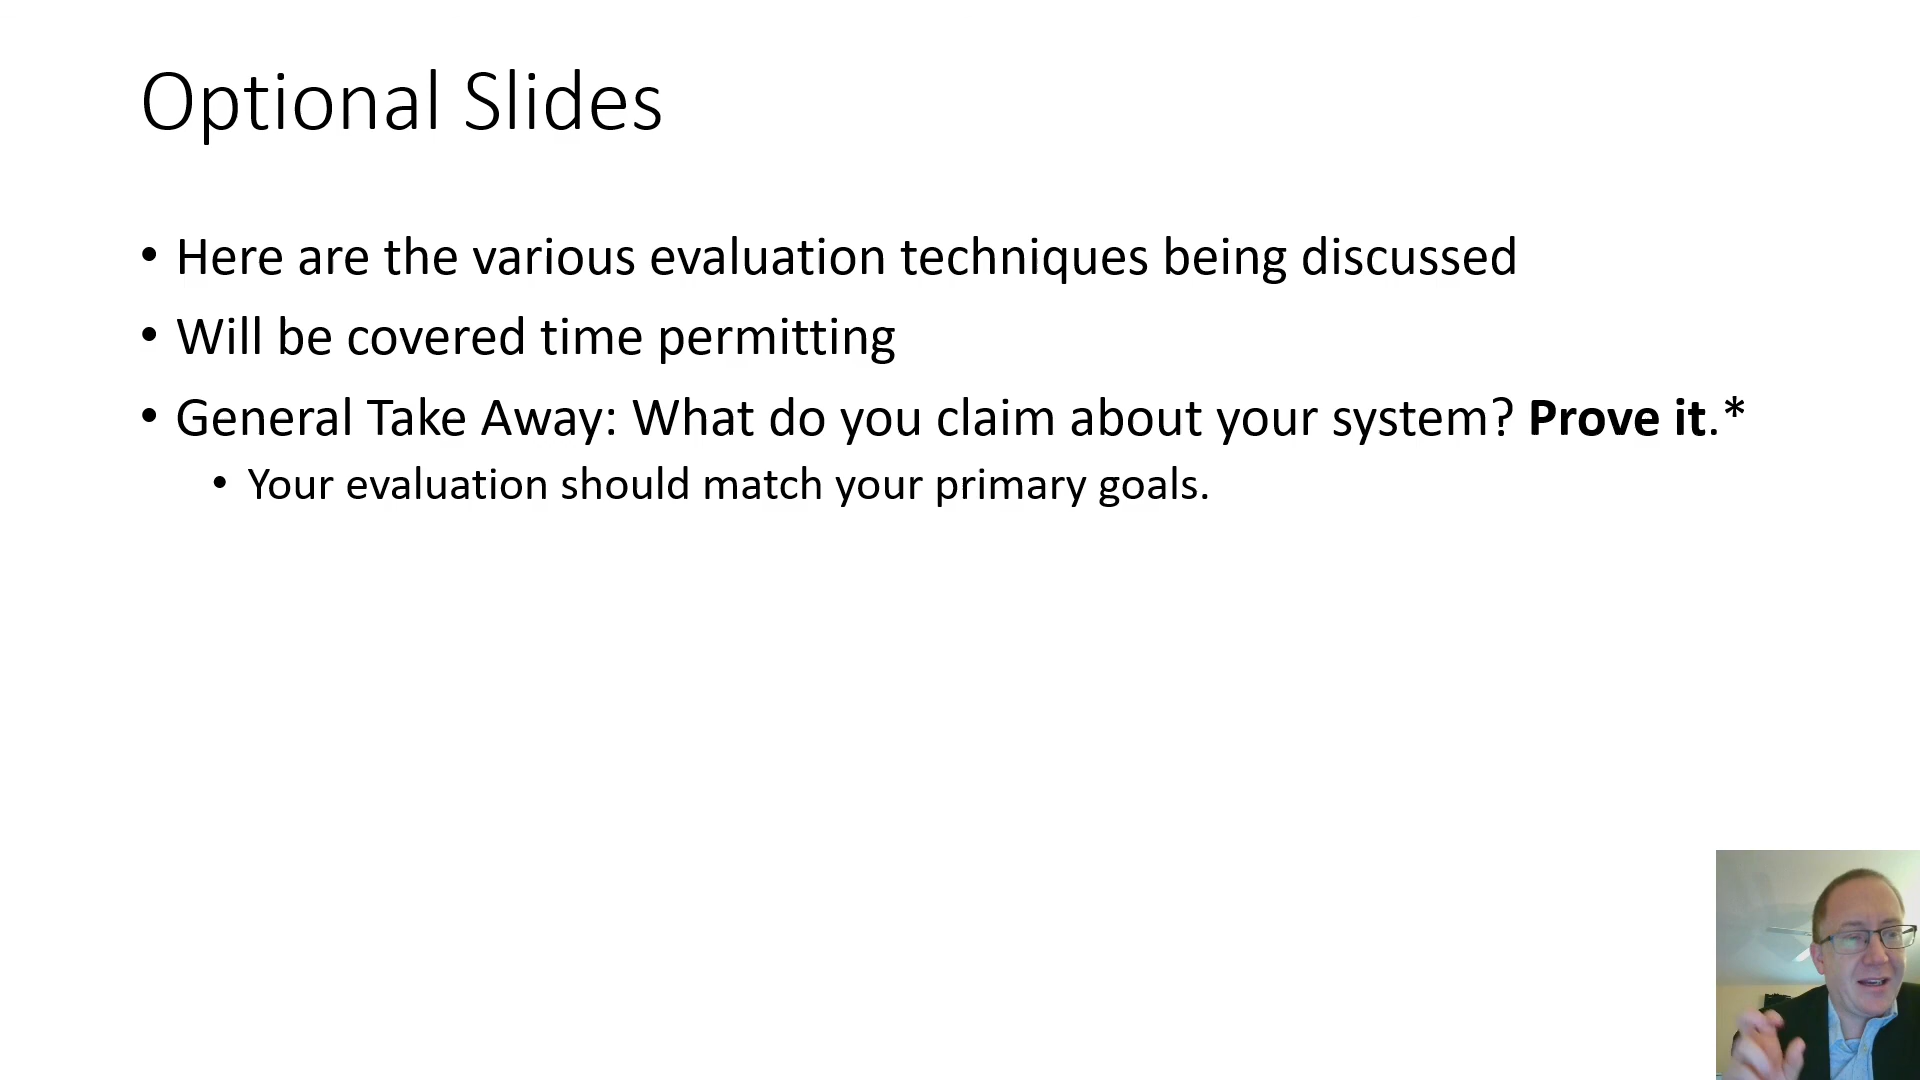 Optional Slides
• Here are the various evaluation techniques being discussed
• Will be covered time permitting
• General Take Away: What do you claim about your system? Prove it.*
• Your evaluation should match your primary goals.